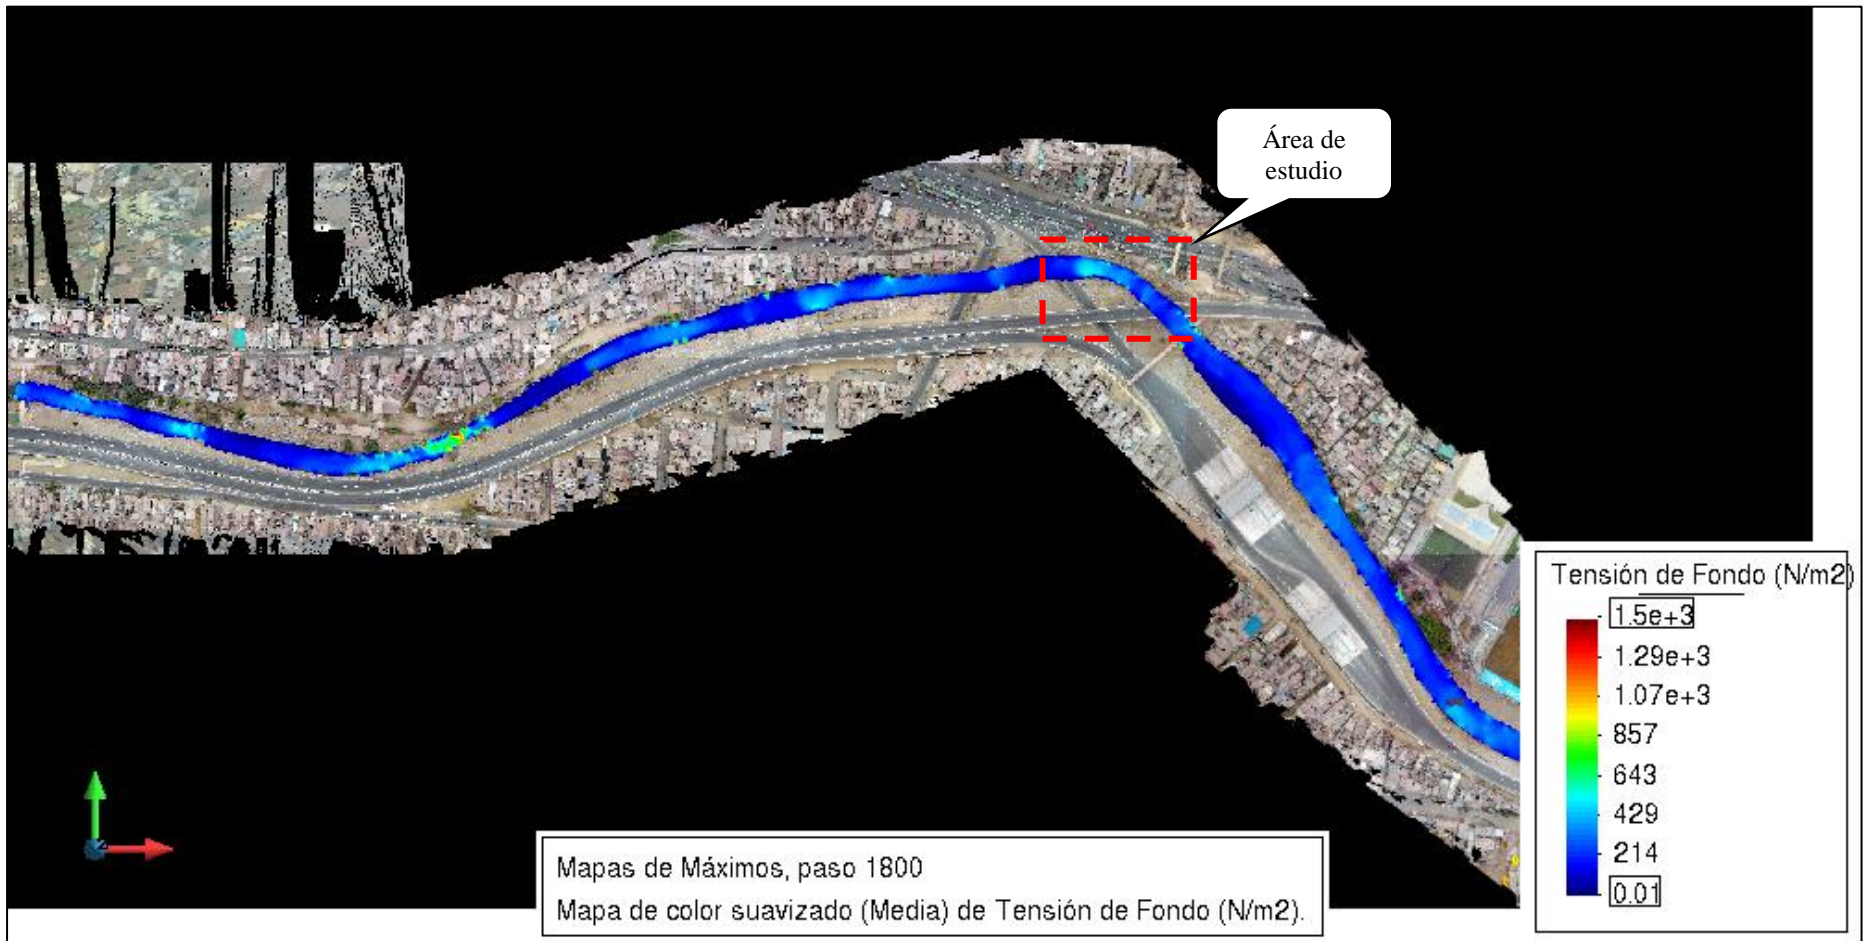 Área de
estudio
Tensión de Fondo (N/m2)
1.5e+3
1.29e+3
1.07e+3
857
643
429
214
0.01
Mapas de Máximos, paso 1800
Mapa de color suavizado (Media) de Tensión de Fondo (N/m2).